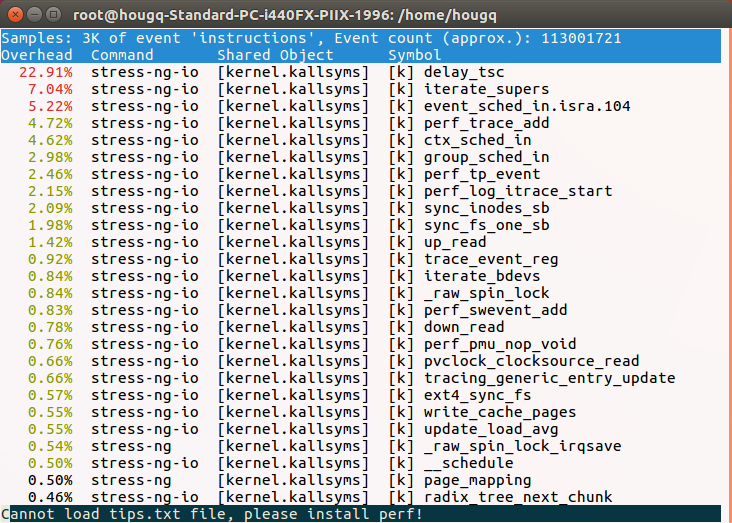 root@hougq-Standard-PC-i440FX-PIIX-1996: /home/hougq
Samples: 3K of event 'instructions', Event count (approx.): 113001721
Overhead  Command      Shared Object      Symbol
22.91%  stress-ng-io  [kernel.kallsyms]  [k] delay_tsc
7.04%  stress-ng-io  [kernel.kallsyms]  [k] iterate_supers
5.22%  stress-ng-io  [kernel.kallsyms]  [k] event_sched_in.isra.104
4.72%  stress-ng-io  [kernel.kallsyms]  [k] perf_trace_add
4.62%  stress-ng-io  [kernel.kallsyms]  [k] ctx_sched_in
2.98%  stress-ng-io  [kernel.kallsyms]  [k] group_sched_in
2.46%  stress-ng-io  [kernel.kallsyms]  [k] perf_tp_event
2.15%  stress-ng-io  [kernel.kallsyms]  [k] perf_log_itrace_start
2.09%  stress-ng-io  [kernel.kallsyms]  [k] sync_inodes_sb
1.98%  stress-ng-io  [kernel.kallsyms]  [k] sync_fs_one_sb
1.42%  stress-ng-io  [kernel.kallsyms]  [k] up_read
0.92%  stress-ng-io  [kernel.kallsyms]  [k] trace_event_reg
0.84%  stress-ng-io  [kernel.kallsyms]  [k] iterate_bdevs
0.84%  stress-ng-io  [kernel.kallsyms]  [k] _raw_spin_lock
0.83%  stress-ng-io  [kernel.kallsyms]  [k] perf_swevent_add
0.78%  stress-ng-io  [kernel.kallsyms]  [k] down_read
0.76%  stress-ng-io  [kernel.kallsyms]  [k] perf_pmu_nop_void
0.66%  stress-ng-io  [kernel.kallsyms]  [k] pvclock_clocksource_read
0.66%  stress-ng-io  [kernel.kallsyms]  [k] tracing_generic_entry_update
0.57%  stress-ng-io  [kernel.kallsyms]  [k] ext4_sync_fs
0.55%  stress-ng-io  [kernel.kallsyms]  [k] write_cache_pages
0.55%  stress-ng-io  [kernel.kallsyms]  [k] update_load_avg
0.54%  stress-ng     [kernel.kallsyms]  [k] _raw_spin_lock_irqsave
0.50%  stress-ng-io  [kernel.kallsyms]  [k] __schedule
0.50%  stress-ng     [kernel.kallsyms]  [k] page_mapping
0.46%  stress-ng-io  [kernel.kallsyms]  [k] radix_tree_next_chunk
Cannot load tips.txt file, please install perf!